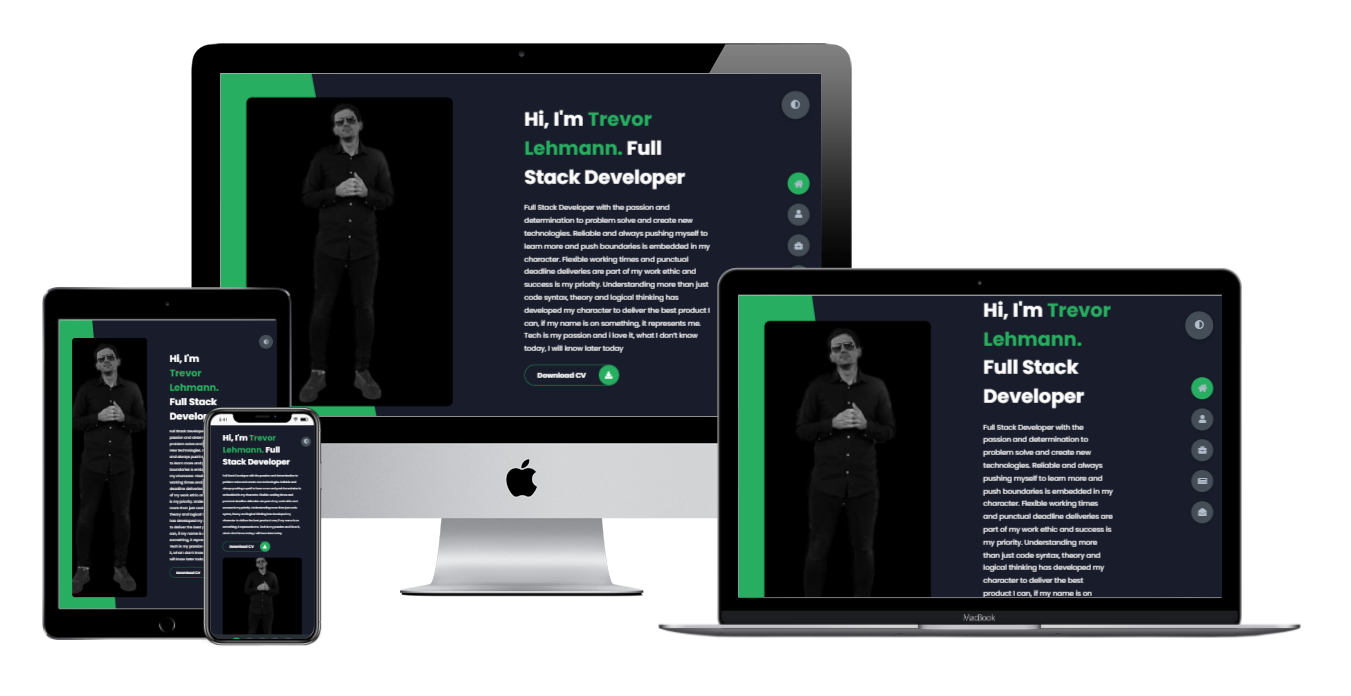 Hi, I'm Trevor
Lehmann. Full
Stack Developer
Full Stack Developer with the passion and
determination to problem solve and create new
technologies. Reliable and always pushing myself to
learn more and push boundaries is embedded in my
character. Flexible working times and punctual
deadline deliveries are part of my work ethic and
success is my priority. Understanding more than just
code syntax, theory and logical thinking has
developed my character to deliver the best product I
can, if my name is on something, it represents me.
Tech is my passion and i love it, what I don't know
today, I will know later today
Download CV
Hi, I'm
Trevor
Lehmann.
Full Stack
Download CV
Hi, I'm Trevor
Lehmann. Full
Stack Developer
Download CV
Hi, I'm Trevor
Lehmann.
Full Stack
Developer
Full Stack Developer with the
passion and determination to
problem solve and create new
technologies. Reliable and always
pushing myself to learn more and
push boundaries is embedded in my
character. Flexible working times
and punctual deadline deliveries are
part of my work ethic and success is
my priority. Understanding more
than just code syntax, theory and
logical thinking has developed my
character to deliver the best
product I can, if my name is on
MacBook